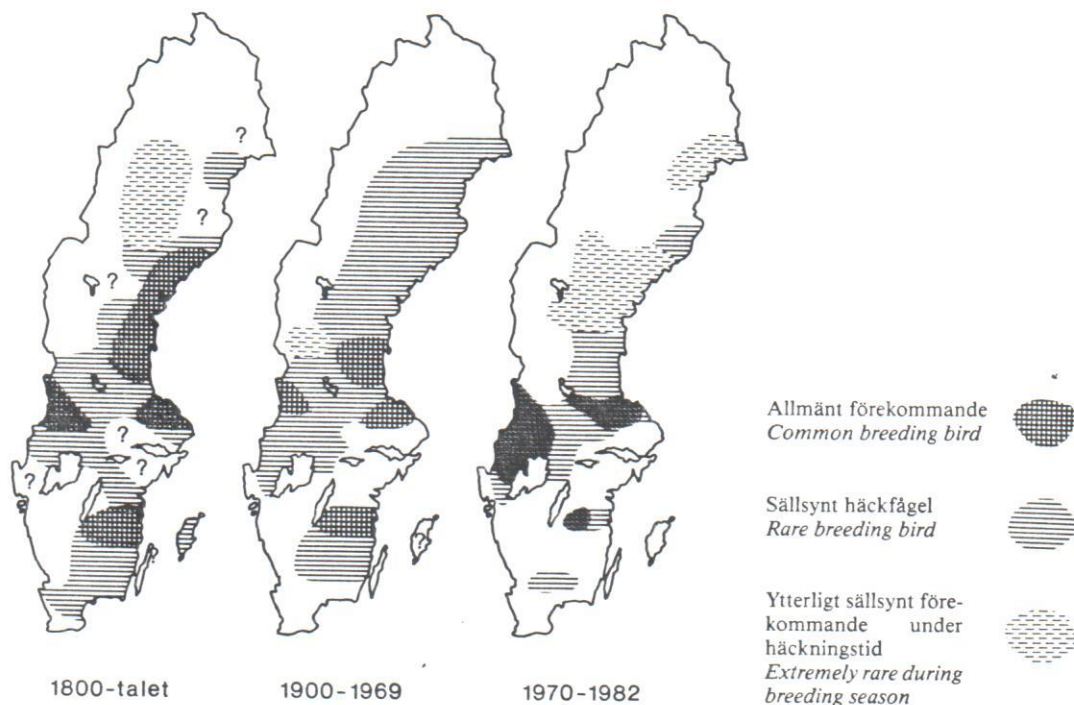 ?
?
?
?
?
?
?
?
1800-talet
1900-1969
1970-1982
Allmänt förekommande
Common breeding bird
Sällsynt häckfågel
Rare breeding bird
Ytterligt sällsynt före-
kommande under
häckningstid
Extremely rare during
breeding season